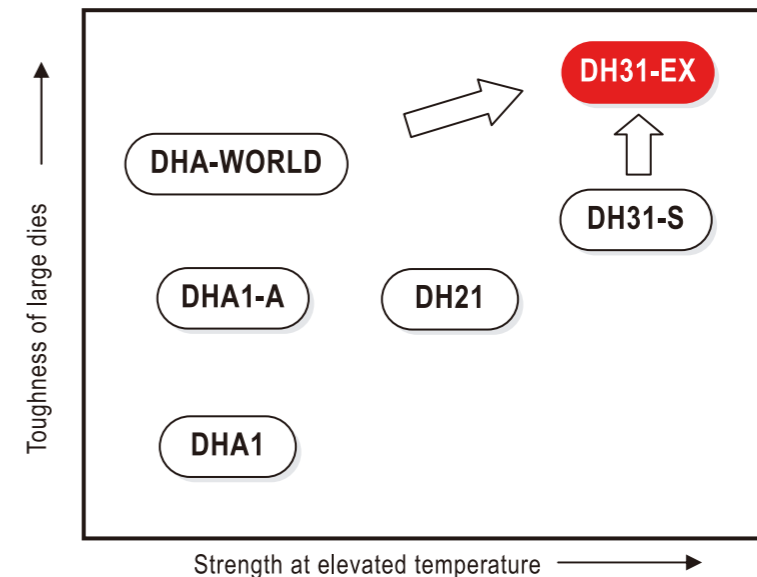 DH31-EX
DHA-WORLD
DH31-S
DHA1-A
DH21
DHA1
Toughness of large dies
Strength at elevated temperature